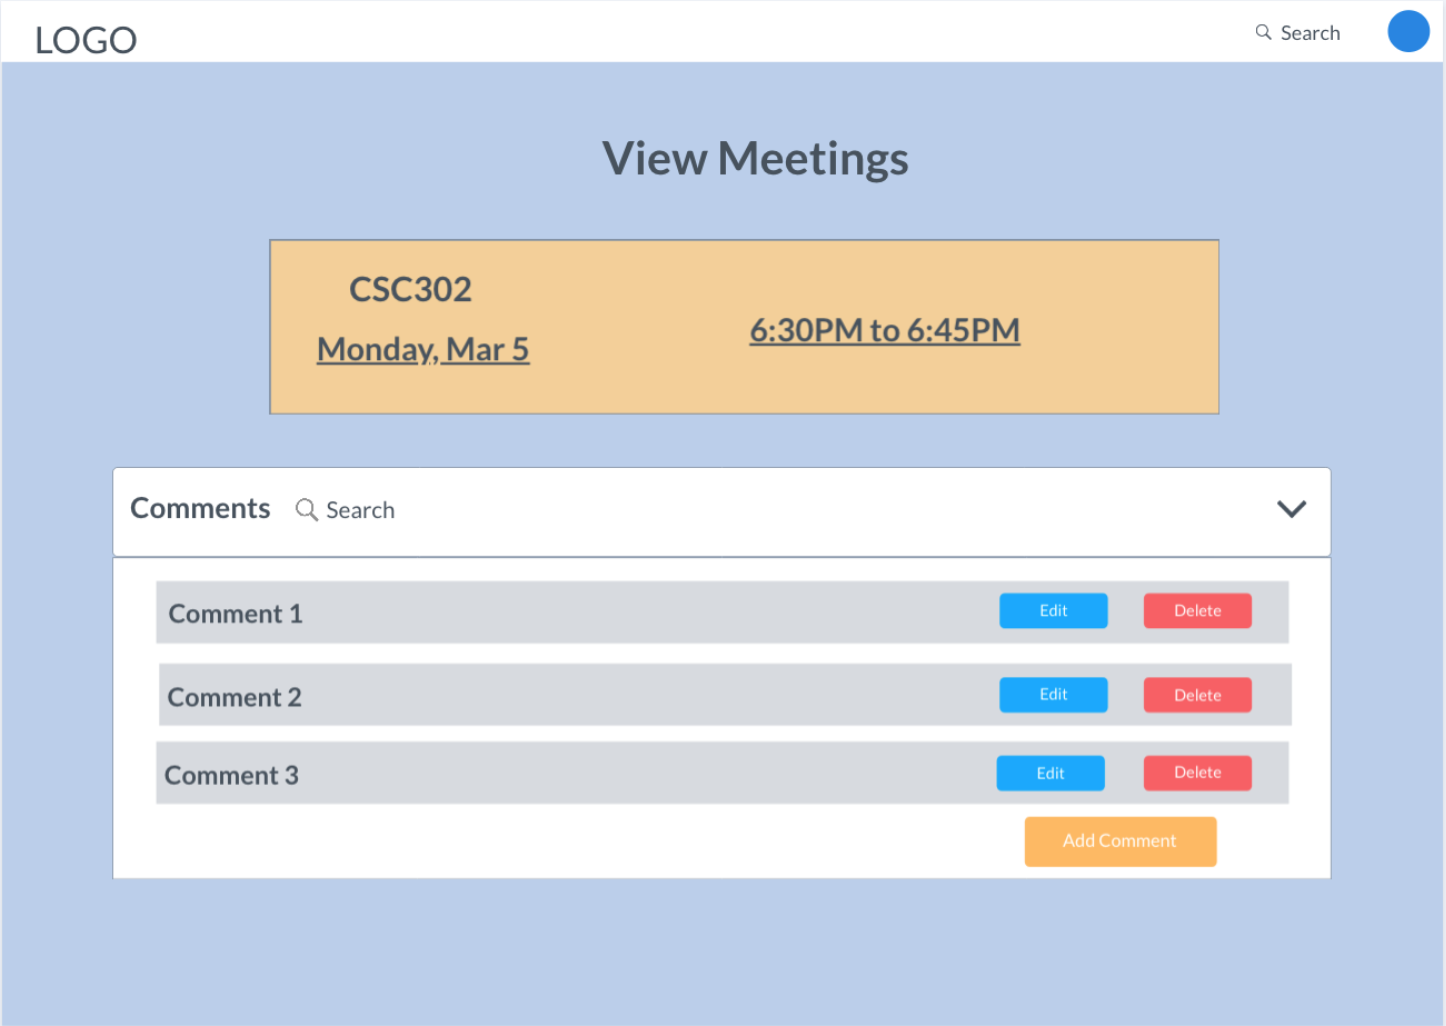 LOGO
Search
View Meetings
CSC302
Monday, Mar 5
6:30PM to 6:45PM
Comments
Search
Comment 1
Edit
Delete
Comment 2
Edit
Delete
Comment 3
Edit
Delete
Add Comment